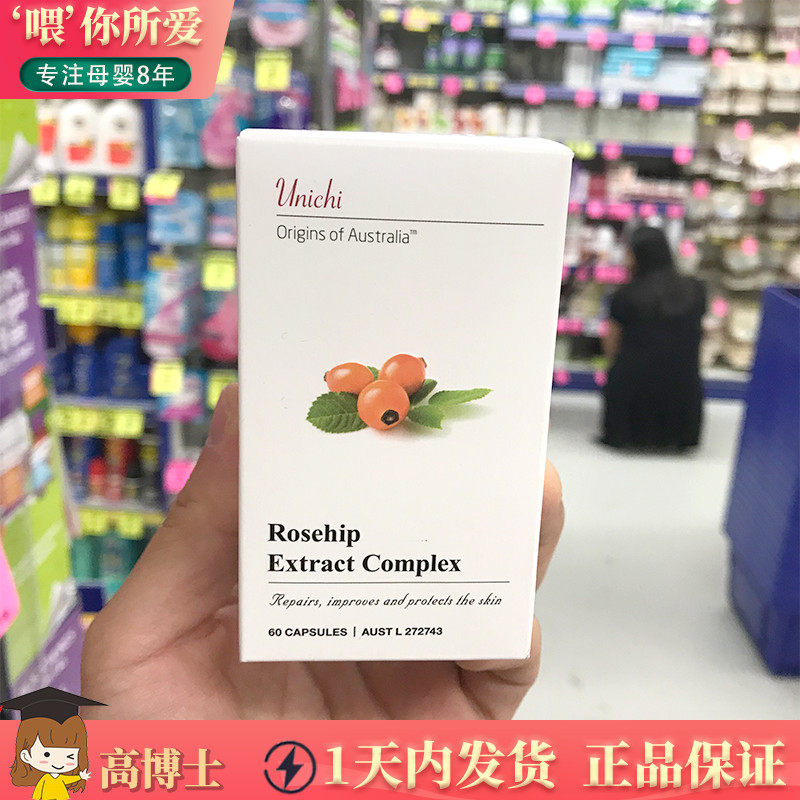 ‘喂’你所爱
专注母婴8年
Unichi
Origins of Australia™
Rosehip
Extract Complex
Repairs, improves and protects the skin
60 CAPSULES | AUST L 272743
高博士
1天内发货 正品保证